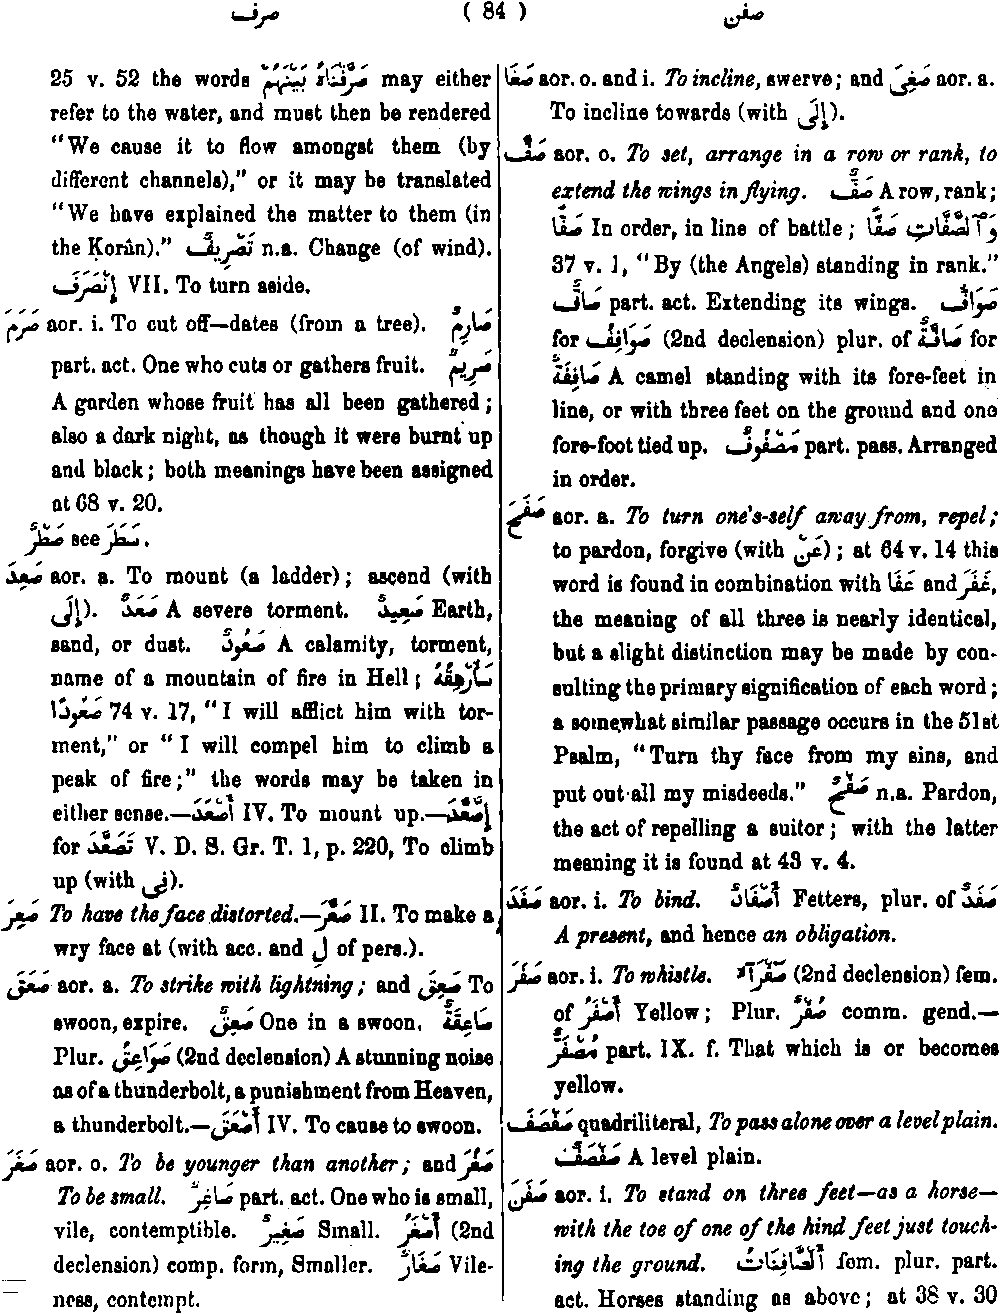 صرف ( 84 ) صفن
25 v. 52 the words صَرَّفْنَاهُ بَيْنَهُمْ may either
refer to the water, and must then be rendered
"We cause it to flow amongst them (by
different channels)," or it may be translated
"We have explained the matter to them (in
the Ḳorân)." تَصْرِيفٌ n.a. Change (of wind).
إِنْصَرَفَ VII. To turn aside.
صَرَمَ aor. i. To cut off—dates (from a tree). صَارِمٌ
part. act. One who cuts or gathers fruit. صَرِيمٌ
A garden whose fruit has all been gathered;
also a dark night, as though it were burnt up
and black; both meanings have been assigned
at 68 v. 20.
صَطَرٌ see سَطَرَ.
صَعِدَ aor. a. To mount (a ladder); ascend (with
إِلَى). صَعَدٌ A severe torment. صَعِيدٌ Earth,
sand, or dust. صَعُودٌ A calamity, torment,
name of a mountain of fire in Hell; سَأُرْهِقُهُ
صَعُودًا 74 v. 17, "I will afflict him with tor-
ment," or "I will compel him to climb a
peak of fire;" the words may be taken in
either sense.—أَصْعَدَ IV. To mount up.—إِصَّعَّدَ
for تَصَعَّدَ V. D. S. Gr. T. 1, p. 220, To climb
up (with فِي).
صَعِرَ To have the face distorted.—صَعَّرَ II. To make a
wry face at (with acc. and لِ of pers.).
صَعَقَ aor. a. To strike with lightning; and صَعِقَ To
swoon, expire. صَعِقٌ One in a swoon. صَاعِقَةٌ
Plur. صَوَاعِقُ (2nd declension) A stunning noise
as of a thunderbolt, a punishment from Heaven,
a thunderbolt.—أَصْعَقَ IV. To cause to swoon.
صَغَرَ aor. o. To be younger than another; and صَغُرَ
To be small. صَاغِرٌ part. act. One who is small,
vile, contemptible. صَغِيرٌ Small. أَصْغَرُ (2nd
declension) comp. form, Smaller. صَغَارٌ Vile-
ness, contempt.
صَغَا aor. o. and i. To incline, swerve; and صَغِيَ aor. a.
To incline towards (with إِلَى).
صَفَّ aor. o. To set, arrange in a row or rank, to
extend the wings in flying. صَفٌّ A row, rank;
صَفًّا In order, in line of battle; وَٱلصَّافَّاتِ صَفًّا
37 v. 1, "By (the Angels) standing in rank."
صَافٌّ part. act. Extending its wings. صَوَافُّ
for صَوَافِفُ (2nd declension) plur. of صَافَّةٌ for
صَافِفَةٌ A camel standing with its fore-feet in
line, or with three feet on the ground and one
fore-foot tied up. مَصْفُوفٌ part. pass. Arranged
in order.
صَفَحَ aor. a. To turn one's-self away from, repel;
to pardon, forgive (with عَنْ); at 64 v. 14 this
word is found in combination with عَفَا and غَفَرَ,
the meaning of all three is nearly identical,
but a slight distinction may be made by con-
sulting the primary signification of each word;
a somewhat similar passage occurs in the 51st
Psalm, "Turn thy face from my sins, and
put out all my misdeeds." صَفْحٌ n.a. Pardon,
the act of repelling a suitor; with the latter
meaning it is found at 43 v. 4.
صَفَدَ aor. i. To bind. أَصْفَادٌ Fetters, plur. of صَفَدٌ
A present, and hence an obligation.
صَفَرَ aor. i. To whistle. صَفْرَآءُ (2nd declension) fem.
of أَصْفَرُ Yellow; Plur. صُفْرٌ comm. gend.—
مُصْفَرٌّ part. IX. f. That which is or becomes
yellow.
صَفْصَفَ quadriliteral, To pass alone over a level plain.
صَفْصَفٌ A level plain.
صَفَنَ aor. i. To stand on three feet—as a horse—
with the toe of one of the hind feet just touch-
ing the ground. أَلصَّافِنَاتُ fem. plur. part.
act. Horses standing as above; at 38 v. 30